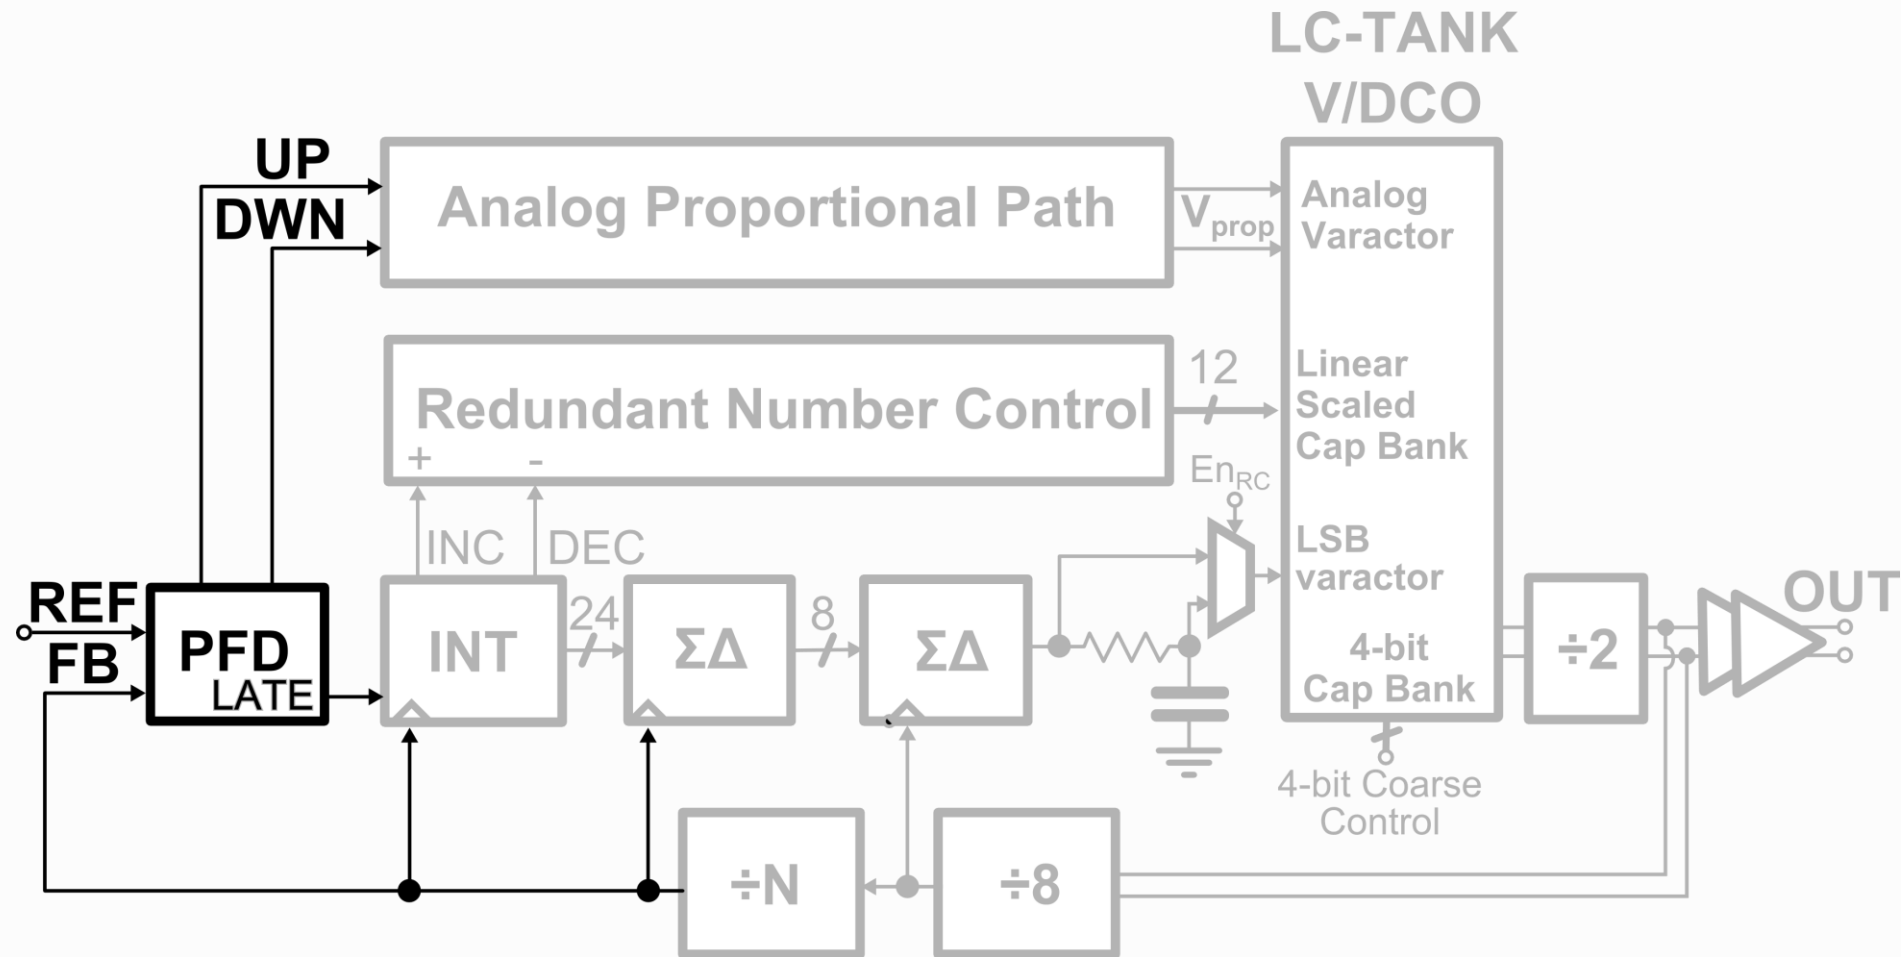 LC-TANK
V/DCO
UP
DWN
Analog Proportional Path
Vprop
Analog
Varactor
Redundant Number Control
+ -
12
Linear
Scaled
Cap Bank
EnRC
INC DEC
LSB
varactor
REF
FB
PFD
LATE
INT
24
ΣΔ
8
ΣΔ
4-bit
Cap Bank
÷2
OUT
4-bit Coarse
Control
÷N
÷8